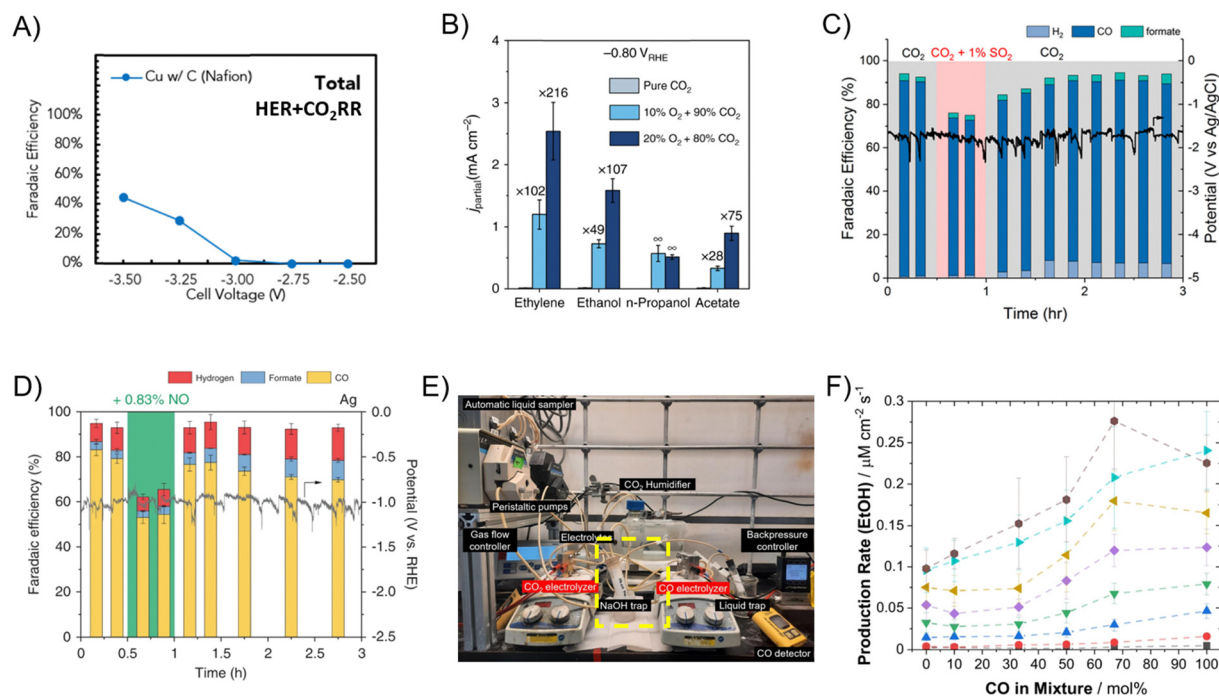 A)
Cu w/ C (Nafion)
Total
HER+CO₂RR
Faradaic Efficiency
100%
80%
60%
40%
20%
0%
-3.50 -3.25 -3.00 -2.75 -2.50
Cell Voltage (V)
B)
−0.80 V_RHE
Pure CO₂
10% O₂ + 90% CO₂
20% O₂ + 80% CO₂
j_partial (mA cm⁻²)
4
3
2
1
0
×102 ×216
×49 ×107
∞ ∞
×28 ×75
Ethylene Ethanol n-Propanol Acetate
C)
H₂ CO formate
CO₂ CO₂ + 1% SO₂ CO₂
Faradaic Efficiency (%)
100
80
60
40
20
0
Potential (V vs Ag/AgCl)
0
-1
-2
-3
-4
-5
0 1 2 3
Time (hr)
D)
Hydrogen Formate CO
+ 0.83% NO
Ag
Faradaic efficiency (%)
100
80
60
40
20
0
Potential (V vs. RHE)
0.0
-0.5
-1.0
-1.5
-2.0
-2.5
0 0.5 1 1.5 2 2.5 3
Time (h)
E)
Automatic liquid sampler
CO₂ Humidifier
Peristaltic pumps
Gas flow
controller
Electrolytes
Backpressure
controller
CO₂ electrolyzer
CO electrolyzer
NaOH trap
Liquid trap
CO detector
F)
Production Rate (EtOH) / μM cm⁻² s⁻¹
0.3
0.25
0.2
0.15
0.1
0.05
0
0 10 20 30 40 50 60 70 80 90 100
CO in Mixture / mol%